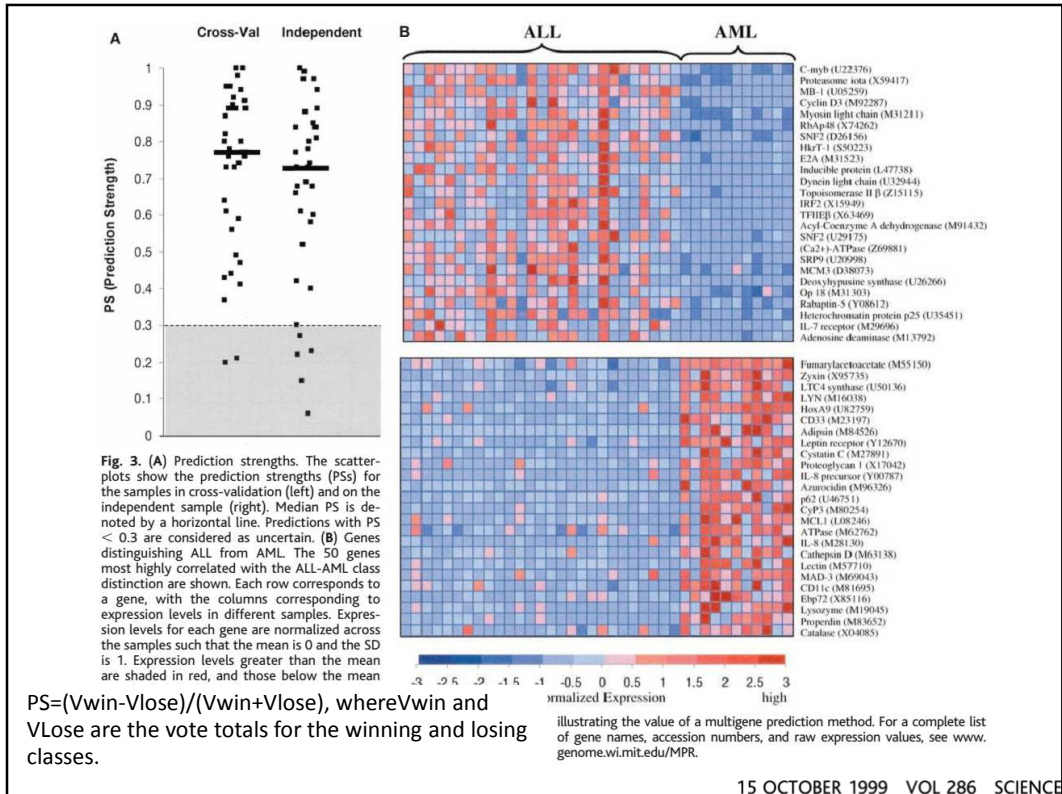 A
Cross-Val Independent
PS (Prediction Strength)
1
0.9
0.8
0.7
0.6
0.5
0.4
0.3
0.2
0.1
0
Fig. 3. (A) Prediction strengths. The scatter-
plots show the prediction strengths (PSs) for
the samples in cross-validation (left) and on the
independent sample (right). Median PS is de-
noted by a horizontal line. Predictions with PS
< 0.3 are considered as uncertain. (B) Genes
distinguishing ALL from AML. The 50 genes
most highly correlated with the ALL-AML class
distinction are shown. Each row corresponds to
a gene, with the columns corresponding to
expression levels in different samples. Expres-
sion levels for each gene are normalized across
the samples such that the mean is 0 and the SD
is 1. Expression levels greater than the mean
are shaded in red, and those below the mean
B
ALL AML
C-myb (U22376)
Proteasome iota (X59417)
MB-1 (U05259)
Cyclin D3 (M92287)
Myosin light chain (M31211)
RbAp48 (X74262)
SNF2 (D26156)
HkrT-1 (S50223)
E2A (M31523)
Inducible protein (L47738)
Dynein light chain (U32944)
Topoisomerase II β (Z15115)
IRF2 (X15949)
TFIIEβ (X63469)
Acyl-Coenzyme A dehydrogenase (M91432)
SNF2 (U29175)
(Ca2+)-ATPase (Z69881)
SRP9 (U20998)
MCM3 (D38073)
Deoxyhypusine synthase (U26266)
Op 18 (M31303)
Rabaptin-5 (Y08612)
Heterochromatin protein p25 (U35451)
IL-7 receptor (M29696)
Adenosine deaminase (M13792)
Fumarylacetoacetate (M55150)
Zyxin (X95735)
LTC4 synthase (U50136)
LYN (M16038)
HoxA9 (U82759)
CD33 (M23197)
Adipsin (M84526)
Leptin receptor (Y12670)
Cystatin C (M27891)
Proteoglycan 1 (X17042)
IL-8 precursor (Y00787)
Azurocidin (M96326)
p62 (U46751)
CyP3 (M80254)
MCL1 (L08246)
ATPase (M62762)
IL-8 (M28130)
Cathepsin D (M63138)
Lectin (M57710)
MAD-3 (M69043)
CD11c (M81695)
Ebp72 (X85116)
Lysozyme (M19045)
Properdin (M83652)
Catalase (X04085)
-3 -2.5 -2 -1.5 -1 -0.5 0 0.5 1 1.5 2 2.5 3
ormalized Expression high
PS=(Vwin-Vlose)/(Vwin+Vlose), whereVwin and
VLose are the vote totals for the winning and losing
classes.
illustrating the value of a multigene prediction method. For a complete list
of gene names, accession numbers, and raw expression values, see www.
genome.wi.mit.edu/MPR.
15 OCTOBER 1999 VOL 286 SCIENCE